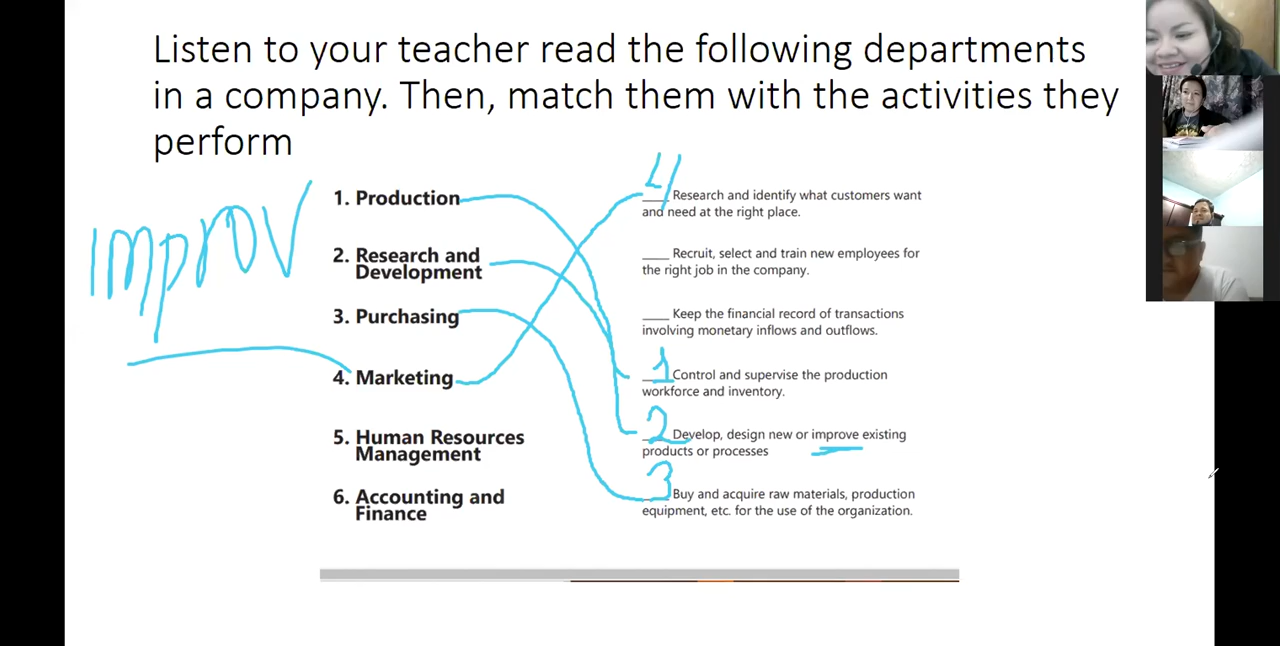 Listen to your teacher read the following departments
in a company. Then, match them with the activities they
perform
improv
1. Production
2. Research and
Development
3. Purchasing
4. Marketing
5. Human Resources
Management
6. Accounting and
Finance
4
____ Research and identify what customers want
and need at the right place.
____ Recruit, select and train new employees for
the right job in the company.
____ Keep the financial record of transactions
involving monetary inflows and outflows.
1
____ Control and supervise the production
workforce and inventory.
2
____ Develop, design new or improve existing
products or processes
3
____ Buy and acquire raw materials, production
equipment, etc. for the use of the organization.